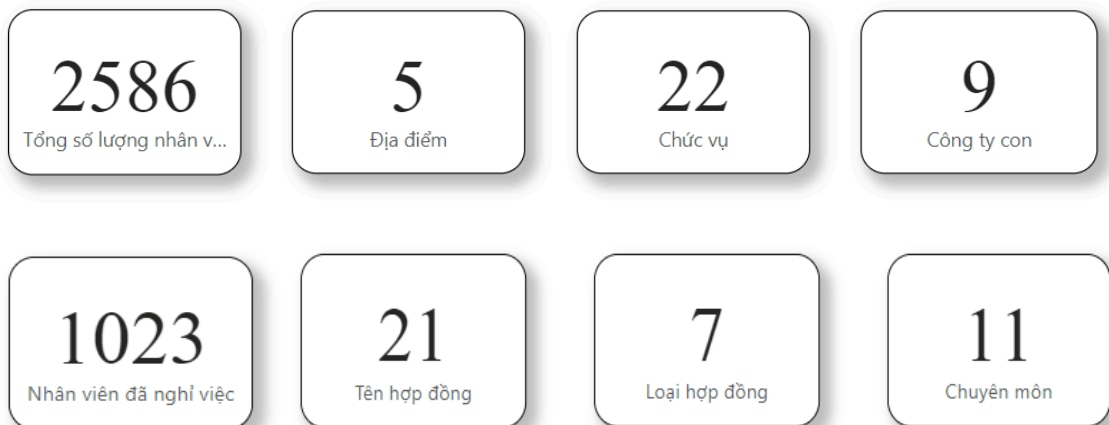 2586
Tổng số lượng nhân v...
5
Địa điểm
22
Chức vụ
9
Công ty con
1023
Nhân viên đã nghỉ việc
21
Tên hợp đồng
7
Loại hợp đồng
11
Chuyên môn